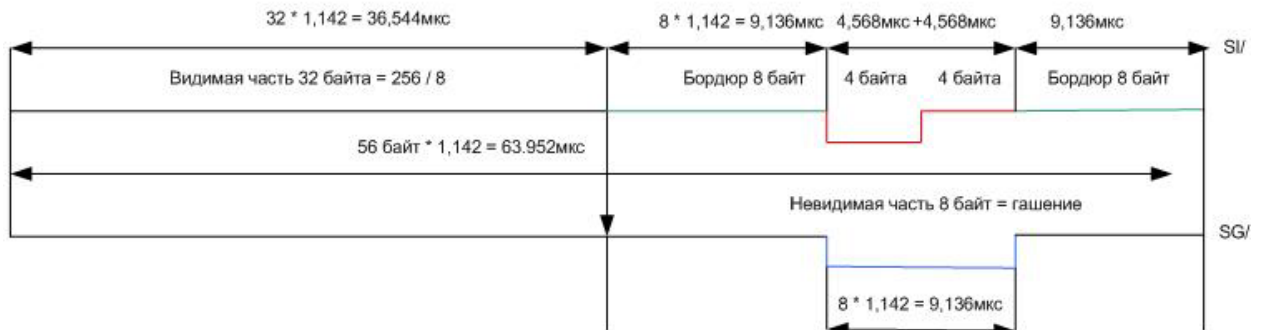 32 * 1,142 = 36,544мкс
8 * 1,142 = 9,136мкс
4,568мкс +4,568мкс
9,136мкс
SI/
Видимая часть 32 байта = 256 / 8
Бордюр 8 байт
4 байта
4 байта
Бордюр 8 байт
56 байт * 1,142 = 63.952мкс
Невидимая часть 8 байт = гашение
SG/
8 * 1,142 = 9,136мкс